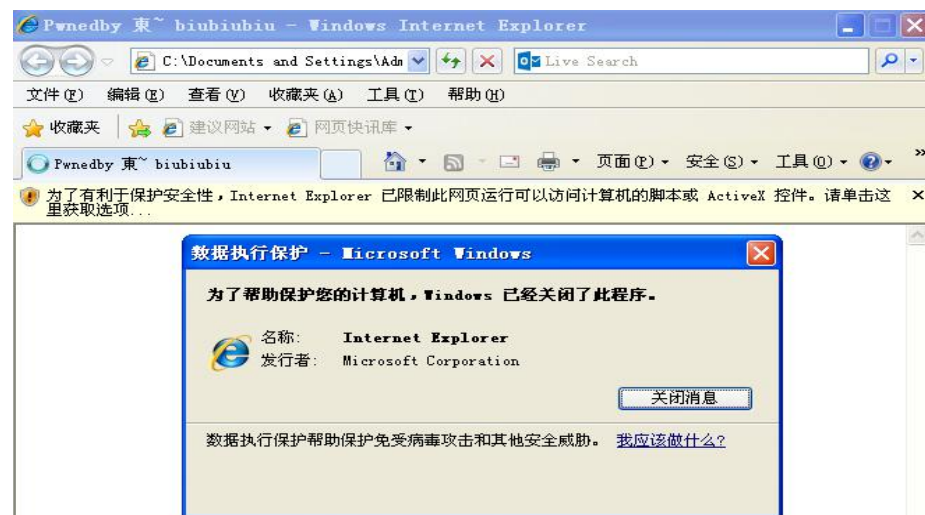 Pwnedby 東~ biubiubiu - Windows Internet Explorer
C:\Documents and Settings\Adm
Live Search
文件(F) 编辑(E) 查看(V) 收藏夹(A) 工具(T) 帮助(H)
收藏夹 建议网站 网页快讯库
Pwnedby 東~ biubiubiu 页面(P) 安全(S) 工具(O)
为了有利于保护安全性，Internet Explorer 已限制此网页运行可以访问计算机的脚本或 ActiveX 控件。请单击这
里获取选项...
数据执行保护 - Microsoft Windows
为了帮助保护您的计算机，Windows 已经关闭了此程序。
名称: Internet Explorer
发行者: Microsoft Corporation
关闭消息
数据执行保护帮助保护免受病毒攻击和其他安全威胁。 我应该做什么?